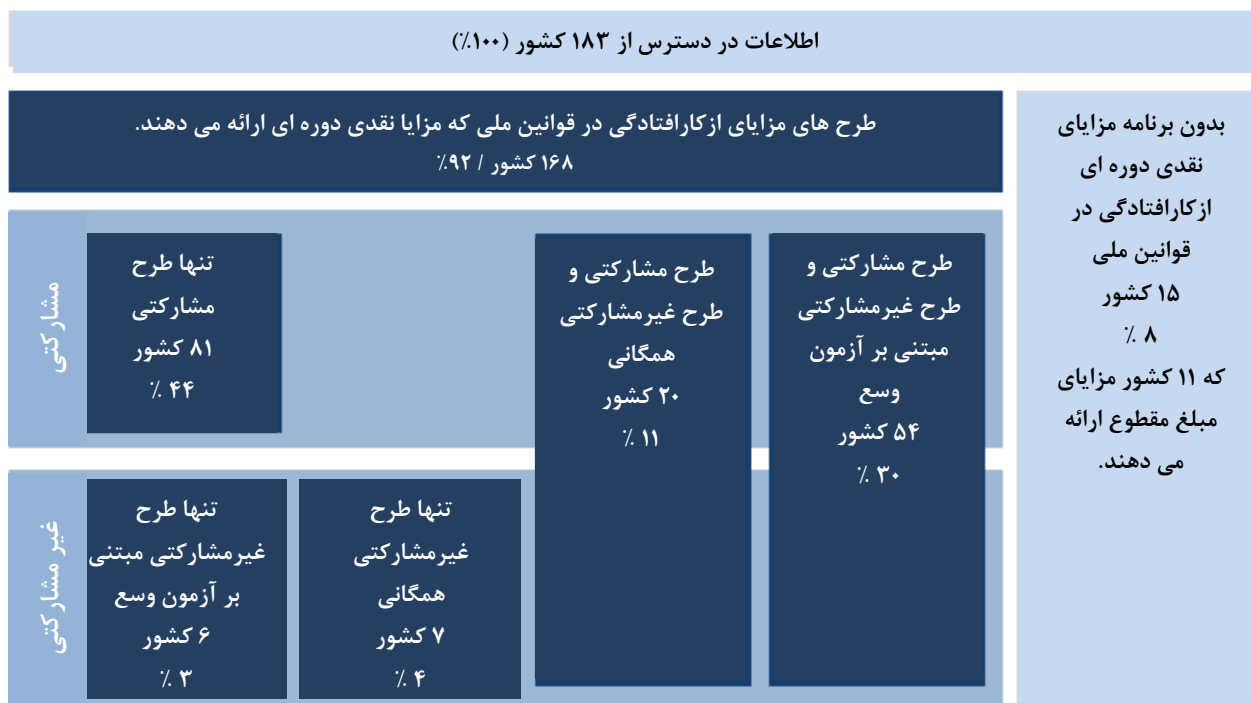 اطلاعات در دسترس از ۱۸۳ کشور (۱۰۰٪)
طرح های مزایای ازکارافتادگی در قوانین ملی که مزایا نقدی دوره ای ارائه می دهند.
۱۶۸ کشور / ۹۲٪
بدون برنامه مزایای
نقدی دوره ای
ازکارافتادگی در
قوانین ملی
۱۵ کشور
۸ ٪
که ۱۱ کشور مزایای
مبلغ مقطوع ارائه
می دهند.
مشارکتی
طرح مشارکتی و
طرح غیرمشارکتی
مبتنی بر آزمون
وسع
۵۴ کشور
۳۰ ٪
طرح مشارکتی و
طرح غیرمشارکتی
همگانی
۲۰ کشور
۱۱ ٪
تنها طرح
مشارکتی
۸۱ کشور
۴۴ ٪
غیر مشارکتی
تنها طرح
غیرمشارکتی
همگانی
۷ کشور
۴ ٪
تنها طرح
غیرمشارکتی مبتنی
بر آزمون وسع
۶ کشور
۳ ٪